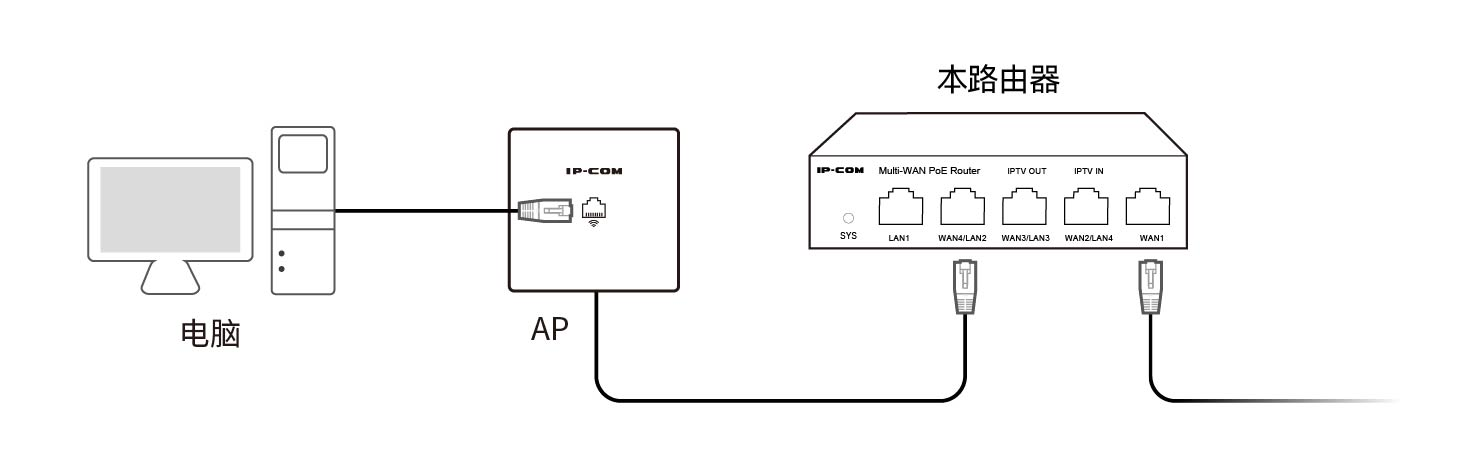 本路由器
IP-COM
IP-COM Multi-WAN PoE Router IPTV OUT IPTV IN
SYS LAN1 WAN4/LAN2 WAN3/LAN3 WAN2/LAN4 WAN1
电脑
AP